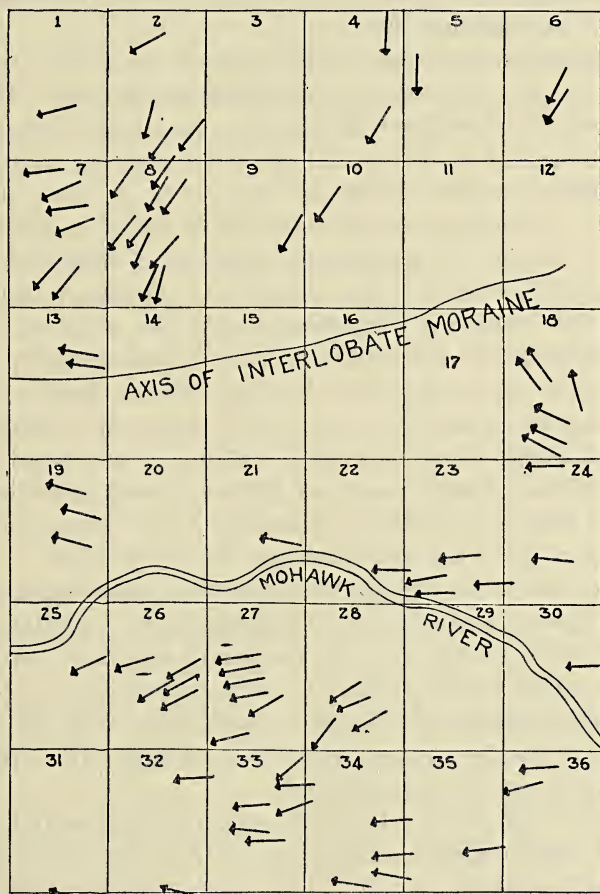 1 2 3 4 5 6
7 8 9 10 11 12
13 14 15 16 17 18
AXIS OF INTERLOBATE MORAINE
19 20 21 22 23 24
MOHAWK RIVER
25 26 27 28 29 30
31 32 33 34 35 36